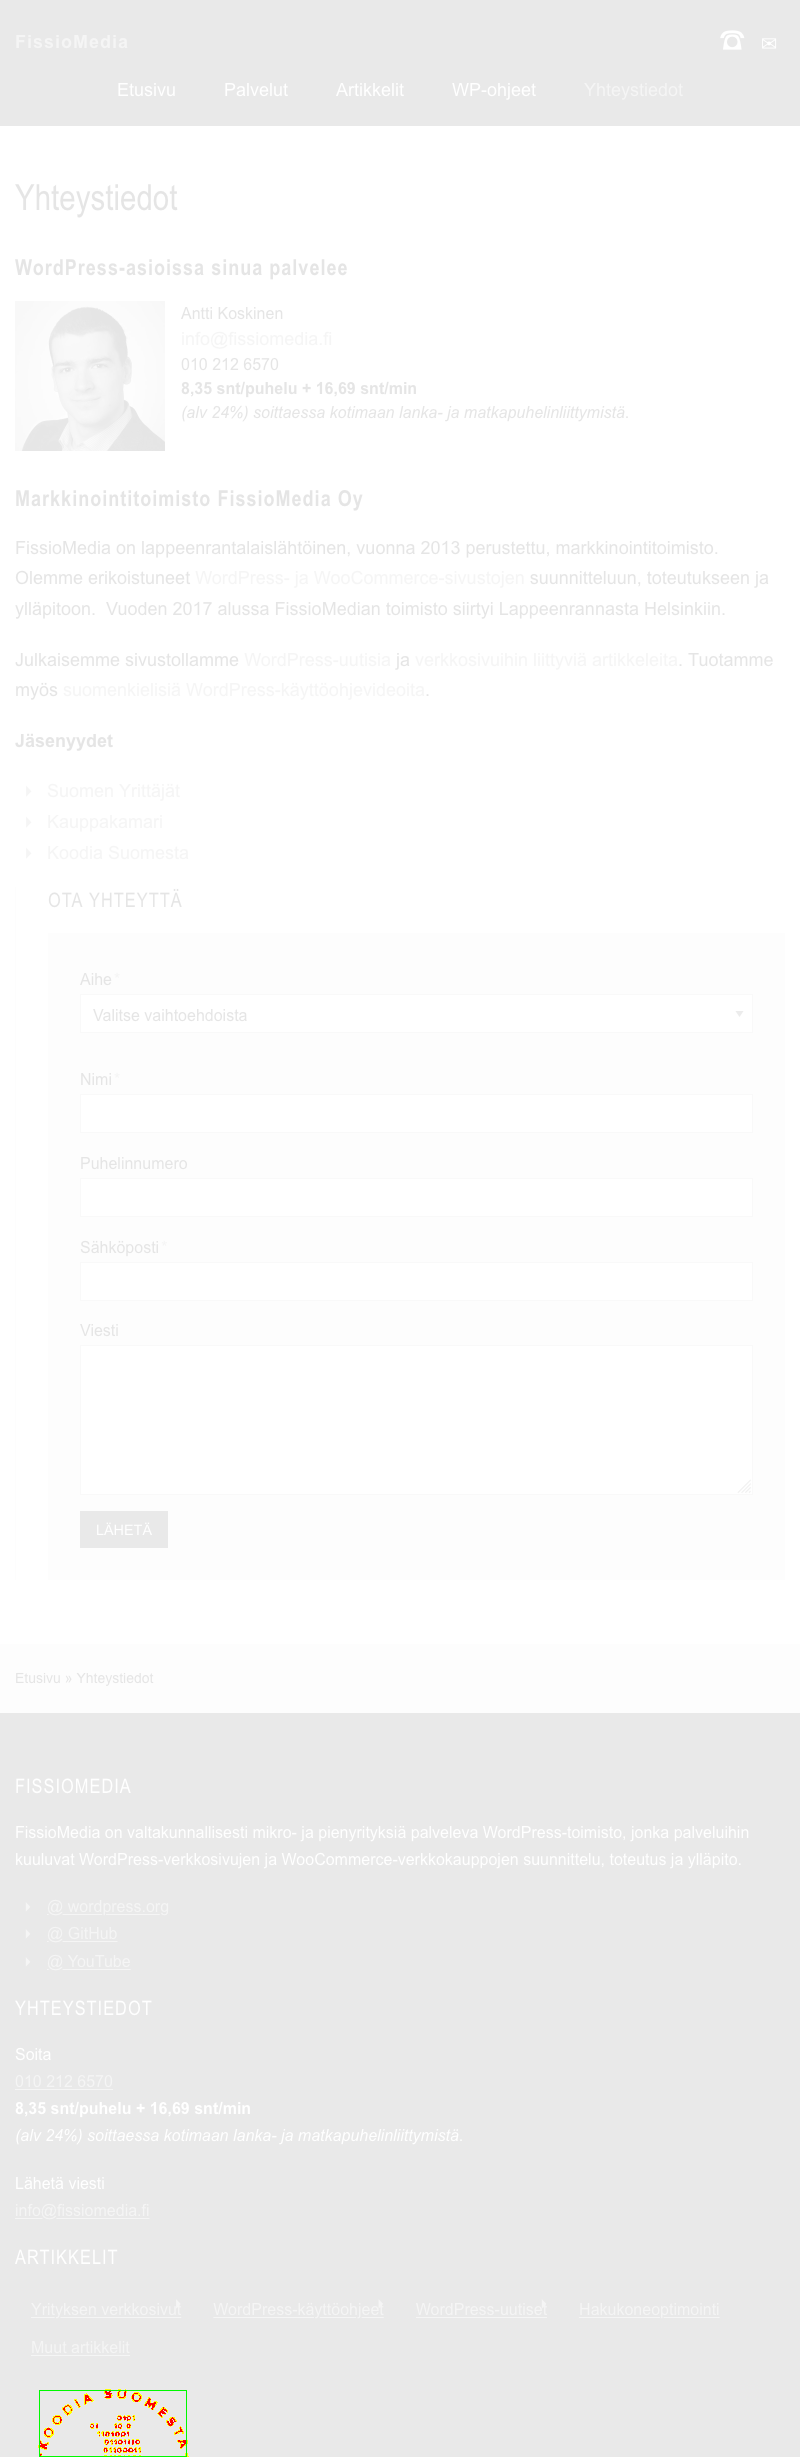 FissioMedia
Etusivu Palvelut Artikkelit WP-ohjeet Yhteystiedot
Yhteystiedot
WordPress-asioissa sinua palvelee
Antti Koskinen
info@fissiomedia.fi
010 212 6570
8,35 snt/puhelu + 16,69 snt/min
(alv 24%) soittaessa kotimaan lanka- ja matkapuhelinliittymistä.
Markkinointitoimisto FissioMedia Oy
FissioMedia on lappeenrantalaislähtöinen, vuonna 2013 perustettu, markkinointitoimisto.
Olemme erikoistuneet WordPress- ja WooCommerce-sivustojen suunnitteluun, toteutukseen ja
ylläpitoon. Vuoden 2017 alussa FissioMedian toimisto siirtyi Lappeenrannasta Helsinkiin.
Julkaisemme sivustollamme WordPress-uutisia ja verkkosivuihin liittyviä artikkeleita. Tuotamme
myös suomenkielisiä WordPress-käyttöohjevideoita.
Jäsenyydet
Suomen Yrittäjät
Kauppakamari
Koodia Suomesta
OTA YHTEYTTÄ
Aihe *
Valitse vaihtoehdoista
Nimi *
Puhelinnumero
Sähköposti *
Viesti
LÄHETÄ
Etusivu » Yhteystiedot
FISSIOMEDIA
FissioMedia on valtakunnallisesti mikro- ja pienyrityksiä palveleva WordPress-toimisto, jonka palveluihin
kuuluvat WordPress-verkkosivujen ja WooCommerce-verkkokauppojen suunnittelu, toteutus ja ylläpito.
@ wordpress.org
@ GitHub
@ YouTube
YHTEYSTIEDOT
Soita
010 212 6570
8,35 snt/puhelu + 16,69 snt/min
(alv 24%) soittaessa kotimaan lanka- ja matkapuhelinliittymistä.
Lähetä viesti
info@fissiomedia.fi
ARTIKKELIT
Yrityksen verkkosivut WordPress-käyttöohjeet WordPress-uutiset Hakukoneoptimointi
Muut artikkelit
KOODIA SUOMESTA